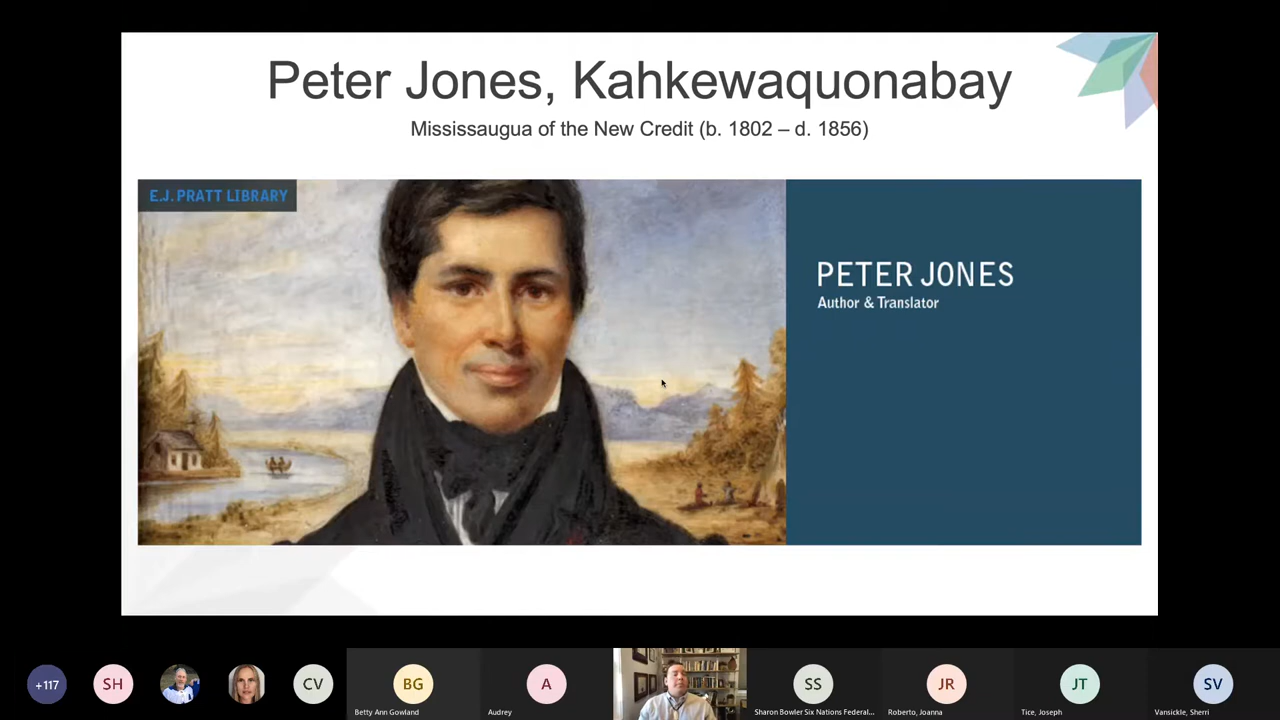 Peter Jones, Kahkewaquonabay
Mississaugua of the New Credit (b. 1802 – d. 1856)
E.J. PRATT LIBRARY
PETER JONES
Author & Translator
+117
SH
CV
BG
A
SS
JR
JT
SV
Betty Ann Gowland
Audrey
Sharon Bowler Six Nations Federal...
Roberto, Joanna
Tice, Joseph
Vansickle, Sherri